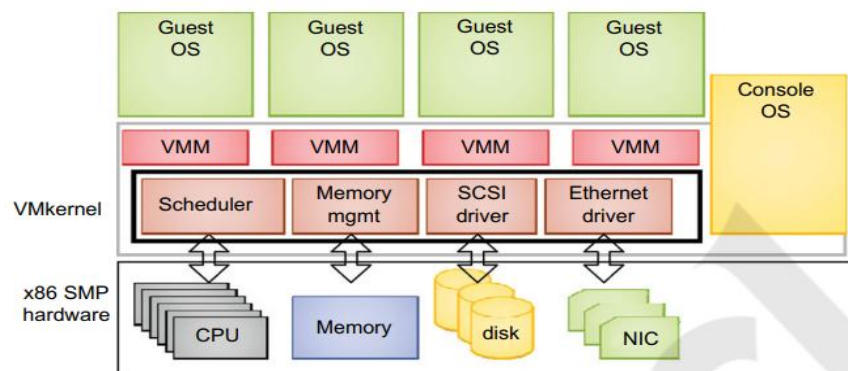 Guest
OS
Guest
OS
Guest
OS
Guest
OS
Console
OS
VMM
VMM
VMM
VMM
VMkernel
Scheduler
Memory
mgmt
SCSI
driver
Ethernet
driver
x86 SMP
hardware
CPU
Memory
disk
NIC